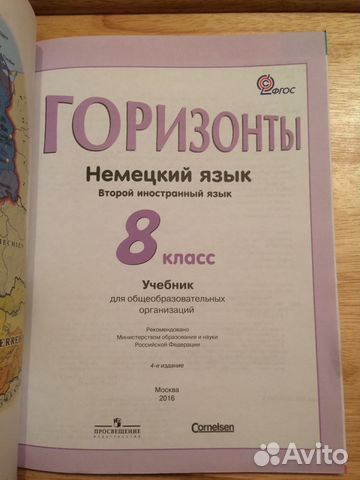 ФГОС
ГОРИЗОНТЫ
Немецкий язык
Второй иностранный язык
8 класс
Учебник
для общеобразовательных
организаций
Рекомендовано
Министерством образования и науки
Российской Федерации
4-е издание
Москва
2016
ПРОСВЕЩЕНИЕ
ИЗДАТЕЛЬСТВО
Cornelsen
Avito